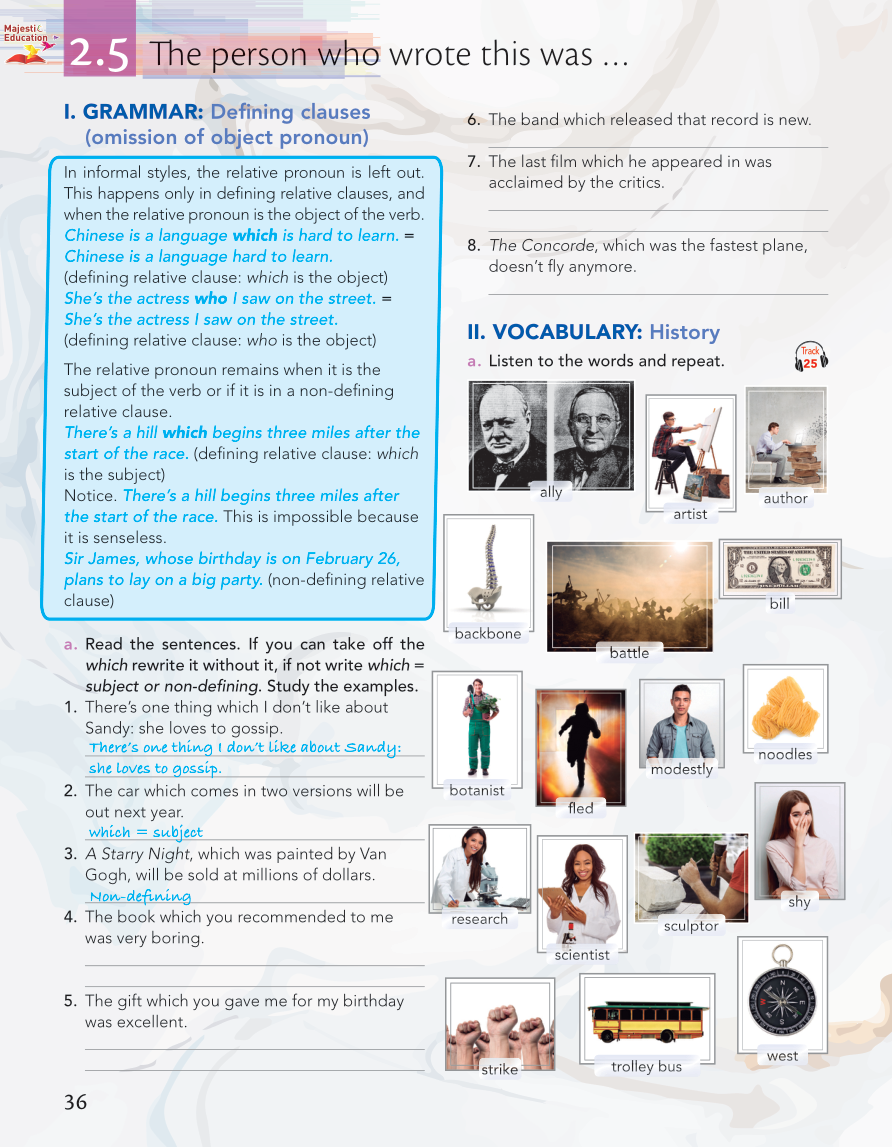 Majestic
Education
2.5 The person who wrote this was ...
I. GRAMMAR: Defining clauses
(omission of object pronoun)
In informal styles, the relative pronoun is left out.
This happens only in defining relative clauses, and
when the relative pronoun is the object of the verb.
Chinese is a language which is hard to learn. =
Chinese is a language hard to learn.
(defining relative clause: which is the object)
She's the actress who I saw on the street. =
She's the actress I saw on the street.
(defining relative clause: who is the object)
The relative pronoun remains when it is the
subject of the verb or if it is in a non-defining
relative clause.
There's a hill which begins three miles after the
start of the race. (defining relative clause: which
is the subject)
Notice. There's a hill begins three miles after
the start of the race. This is impossible because
it is senseless.
Sir James, whose birthday is on February 26,
plans to lay on a big party. (non-defining relative
clause)
a. Read the sentences. If you can take off the
which rewrite it without it, if not write which =
subject or non-defining. Study the examples.
1. There's one thing which I don't like about
Sandy: she loves to gossip.
There's one thing I don't like about Sandy:
she loves to gossip.
2. The car which comes in two versions will be
out next year.
which = subject
3. A Starry Night, which was painted by Van
Gogh, will be sold at millions of dollars.
Non-defining
4. The book which you recommended to me
was very boring.
5. The gift which you gave me for my birthday
was excellent.
6. The band which released that record is new.
7. The last film which he appeared in was
acclaimed by the critics.
8. The Concorde, which was the fastest plane,
doesn't fly anymore.
II. VOCABULARY: History
a. Listen to the words and repeat.
Track
25
ally
artist
author
backbone
battle
THE UNITED STATES OF AMERICA
bill
botanist
fled
modestly
noodles
research
scientist
sculptor
shy
strike
trolley bus
N
E
S
W
west
36